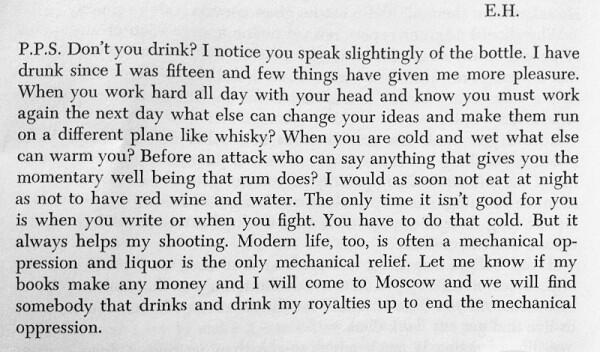 E.H.
P.P.S. Don't you drink? I notice you speak slightingly of the bottle. I have
drunk since I was fifteen and few things have given me more pleasure.
When you work hard all day with your head and know you must work
again the next day what else can change your ideas and make them run
on a different plane like whisky? When you are cold and wet what else
can warm you? Before an attack who can say anything that gives you the
momentary well being that rum does? I would as soon not eat at night
as not to have red wine and water. The only time it isn't good for you
is when you write or when you fight. You have to do that cold. But it
always helps my shooting. Modern life, too, is often a mechanical op-
pression and liquor is the only mechanical relief. Let me know if my
books make any money and I will come to Moscow and we will find
somebody that drinks and drink my royalties up to end the mechanical
oppression.